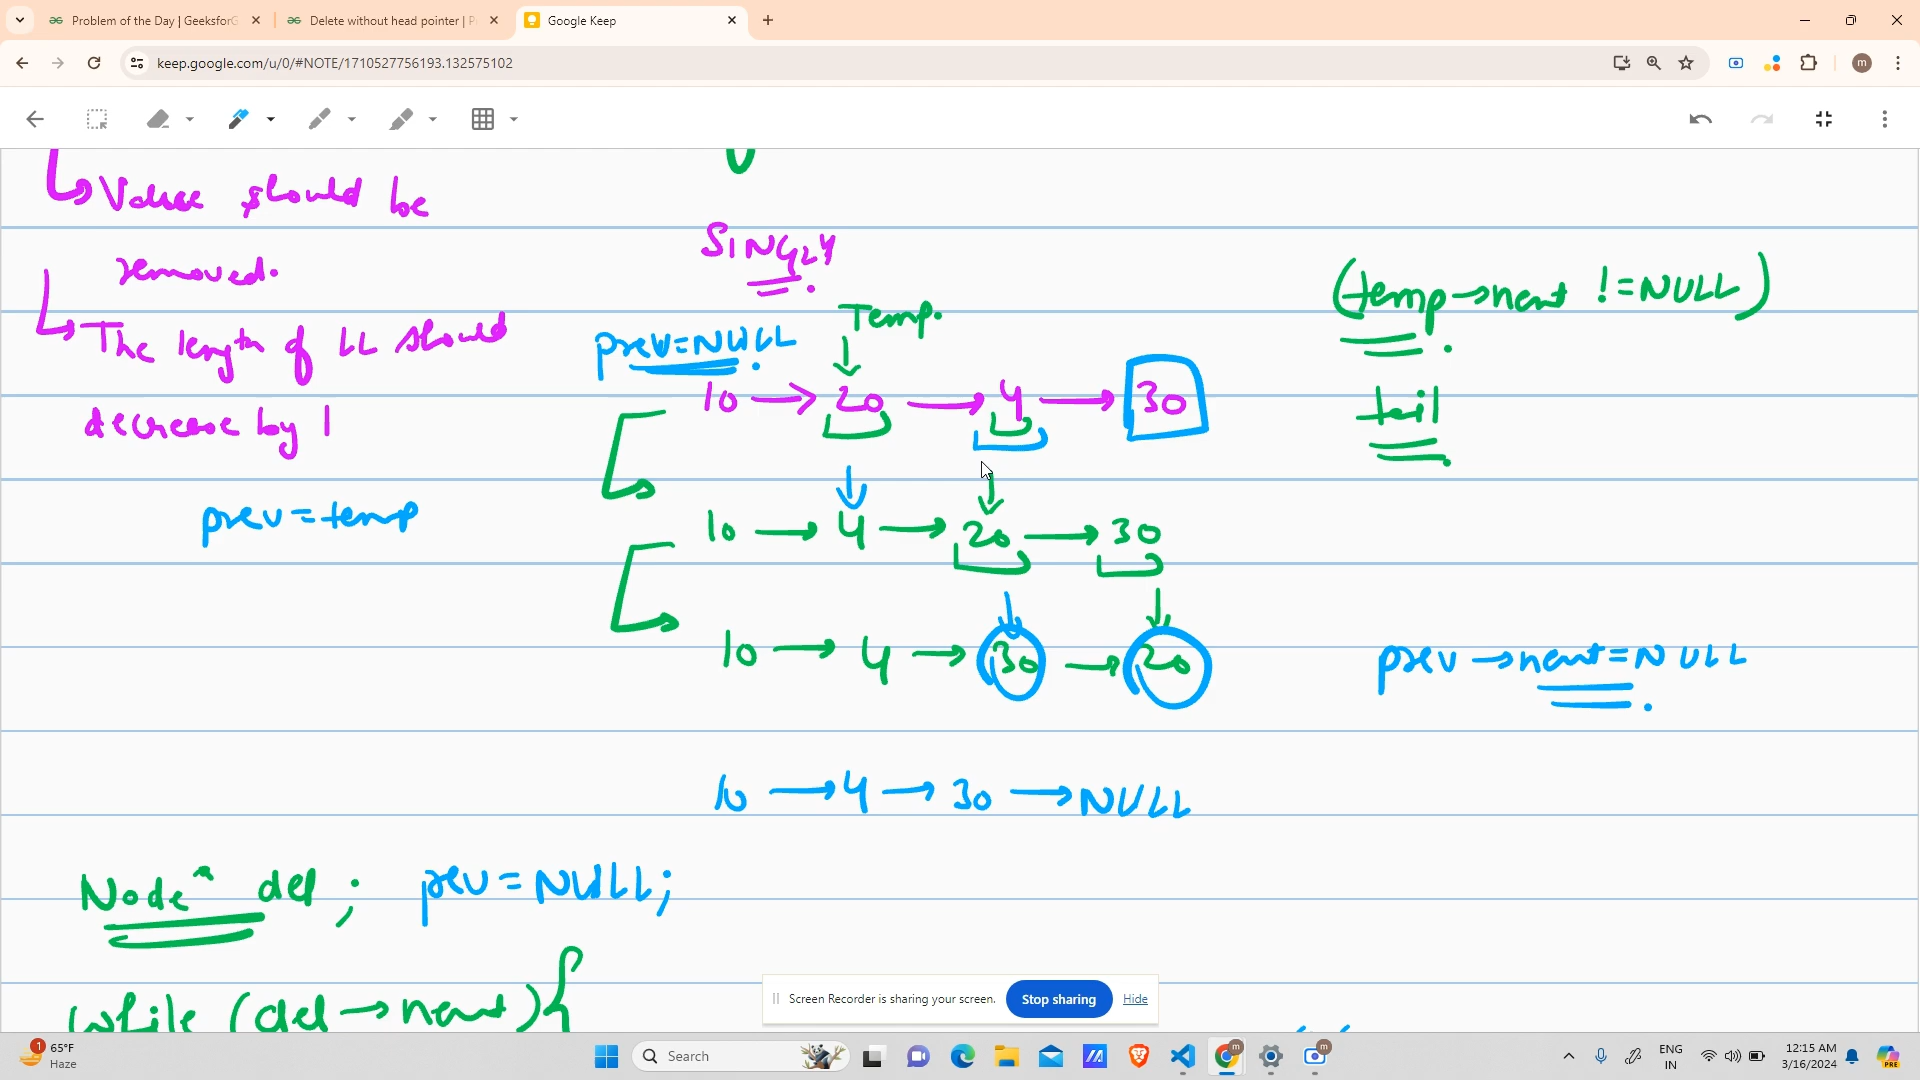 Problem of the Day | GeeksforG
Delete without head pointer | P
Google Keep
keep.google.com/u/0/#NOTE/1710527756193.132575102
m
Value should be
removed.
The length of LL should
decrease by 1
prev=temp
SINGLY
Temp.
prev=NULL
10 → 20 → 4 → 30
10 → 4 → 20 → 30
10 → 4 → 30 → 20
10 → 4 → 30 → NULL
(temp→next !=NULL)
tail
prev →next=NULL
Node* del ; prev=NULL;
while (del→next){
Screen Recorder is sharing your screen. Stop sharing Hide
1
65°F
Haze
Search
ENG
IN
12:15 AM
3/16/2024
PRE